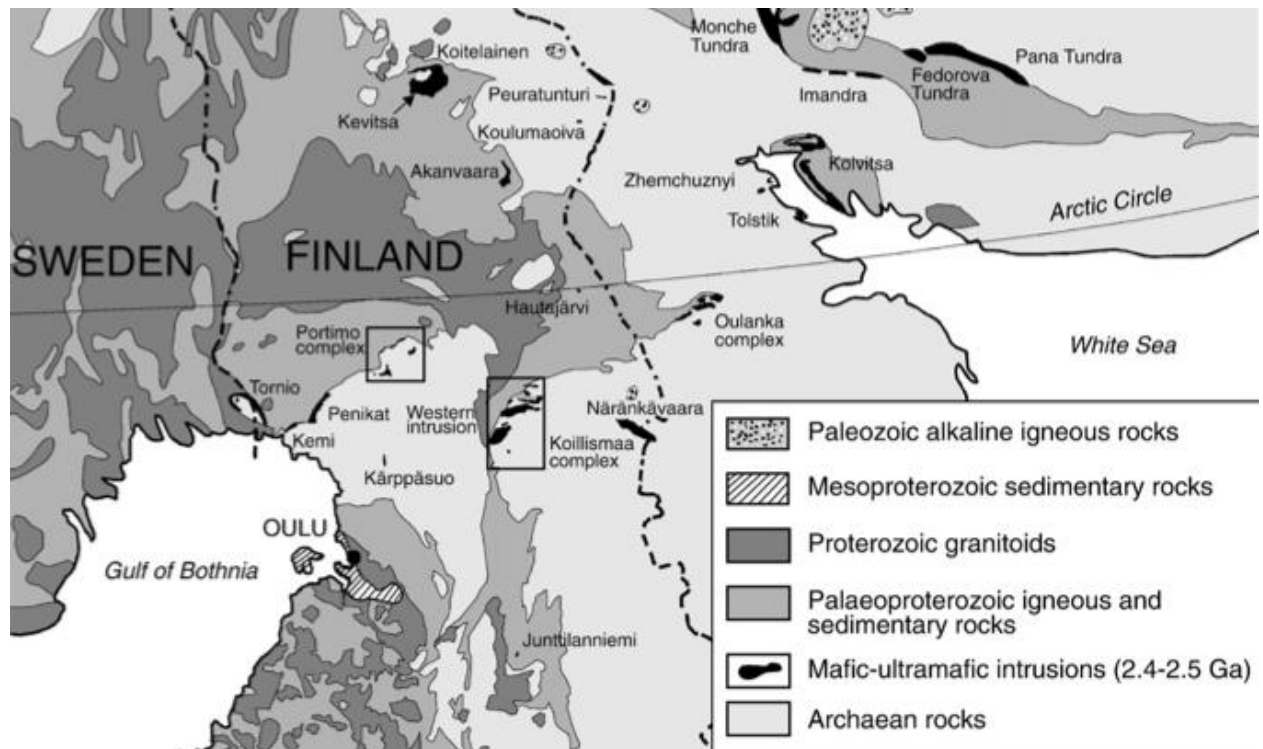 Monche
Tundra
Koitelainen
Pana Tundra
Fedorova
Tundra
Peuratunturi
Imandra
Kevitsa
Koulumaoivä
Akanvaara
Zhemchuznyi
Kolvitsa
Tolstik
Arctic Circle
SWEDEN
FINLAND
Hautajärvi
Oulanka
complex
Portimo
complex
White Sea
Tornio
Penikat
Western
intrusion
Näränkävaara
Kemi
Koillismaa
complex
Kärppäsuo
OULU
Gulf of Bothnia
Junttilanniemi
Paleozoic alkaline igneous rocks
Mesoproterozoic sedimentary rocks
Proterozoic granitoids
Palaeoproterozoic igneous and
sedimentary rocks
Mafic-ultramafic intrusions (2.4-2.5 Ga)
Archaean rocks